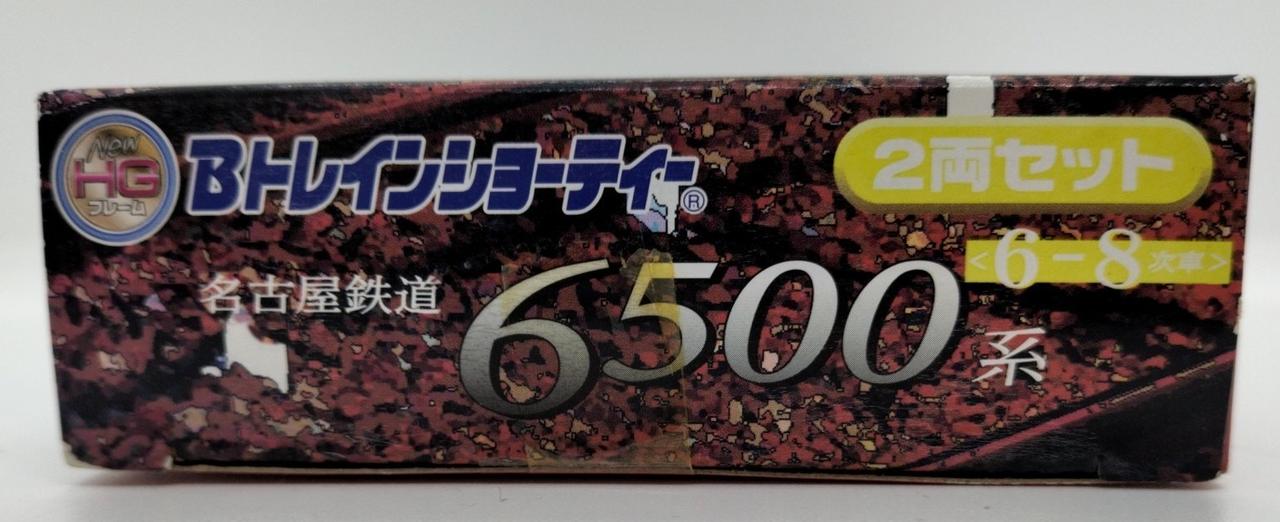 New
HG
フレーム
Bトレインショーティー®
2両セット
<6-8次車>
名古屋鉄道
6500系